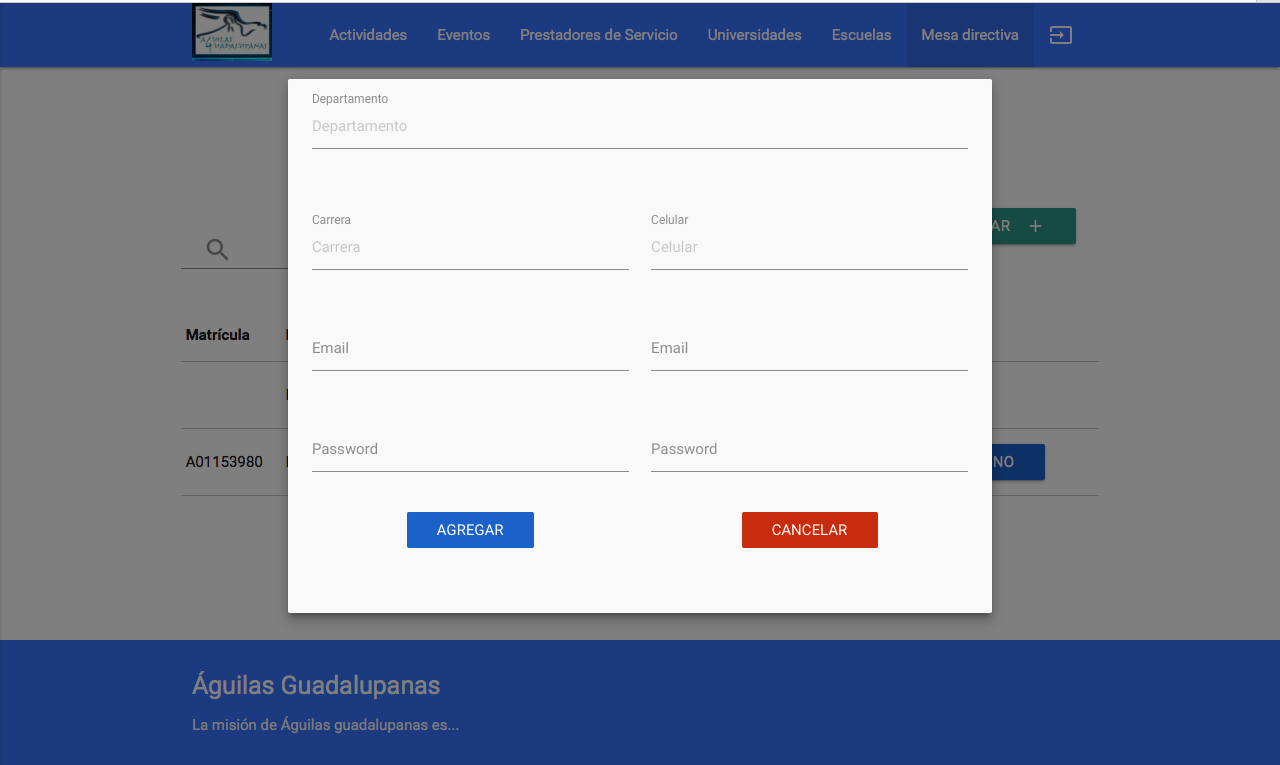 ÁGUILAS
GUADALUPANAS
Actividades Eventos Prestadores de Servicio Universidades Escuelas Mesa directiva
Departamento
Departamento
AR +
Carrera Celular
Carrera Celular
Matrícula
Email Email
Password Password
A01153980 NO
AGREGAR CANCELAR
Águilas Guadalupanas
La misión de Águilas guadalupanas es...